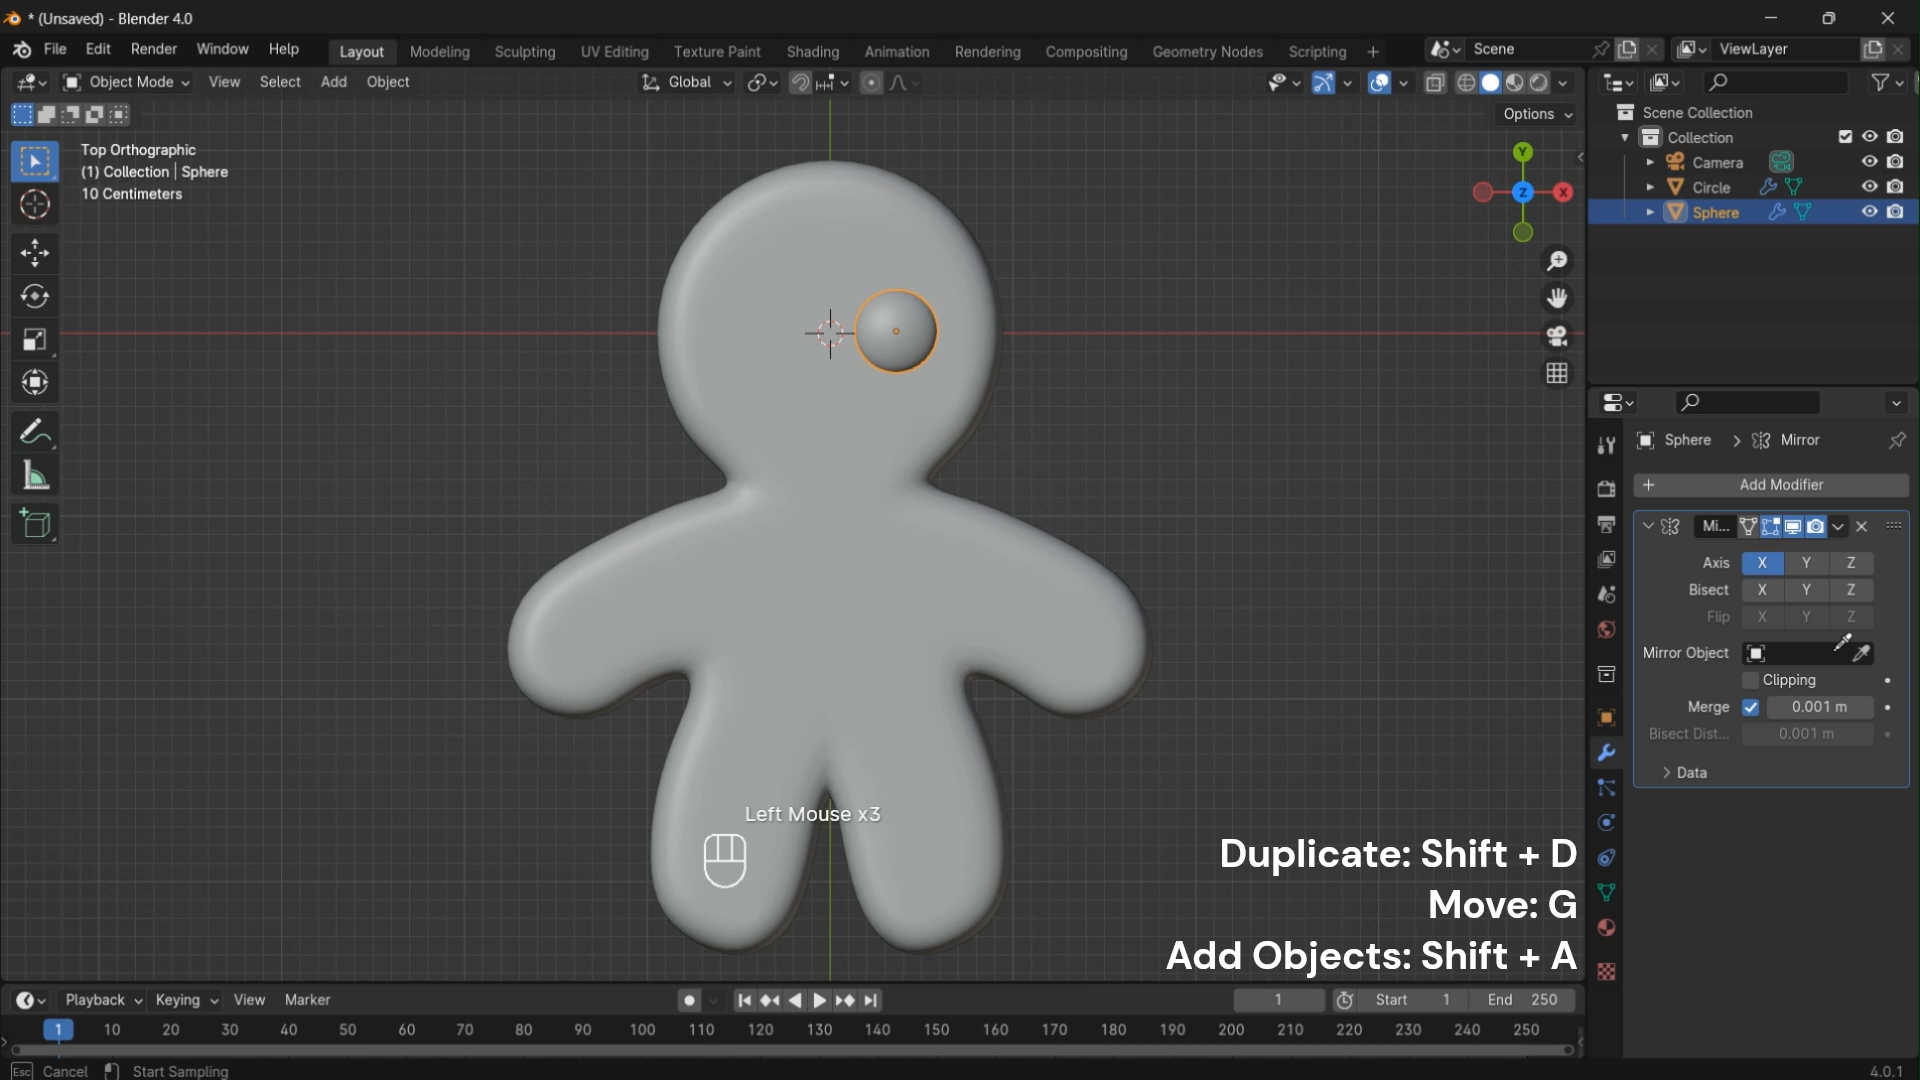 * (Unsaved) - Blender 4.0
File Edit Render Window Help Layout Modeling Sculpting UV Editing Texture Paint Shading Animation Rendering Compositing Geometry Nodes Scripting + Scene ViewLayer
Object Mode View Select Add Object Global
Options
Top Orthographic
(1) Collection | Sphere
10 Centimeters
Y
Z X
Scene Collection
Collection
Camera
Circle
Sphere
Sphere > Mirror
+ Add Modifier
Mi...
Axis X Y Z
Bisect X Y Z
Flip X Y Z
Mirror Object
Clipping
Merge 0.001 m
Bisect Dist... 0.001 m
> Data
Left Mouse x3
Duplicate: Shift + D
Move: G
Add Objects: Shift + A
Playback Keying View Marker 1 Start 1 End 250
1 10 20 30 40 50 60 70 80 90 100 110 120 130 140 150 160 170 180 190 200 210 220 230 240 250
Esc Cancel Start Sampling 4.0.1